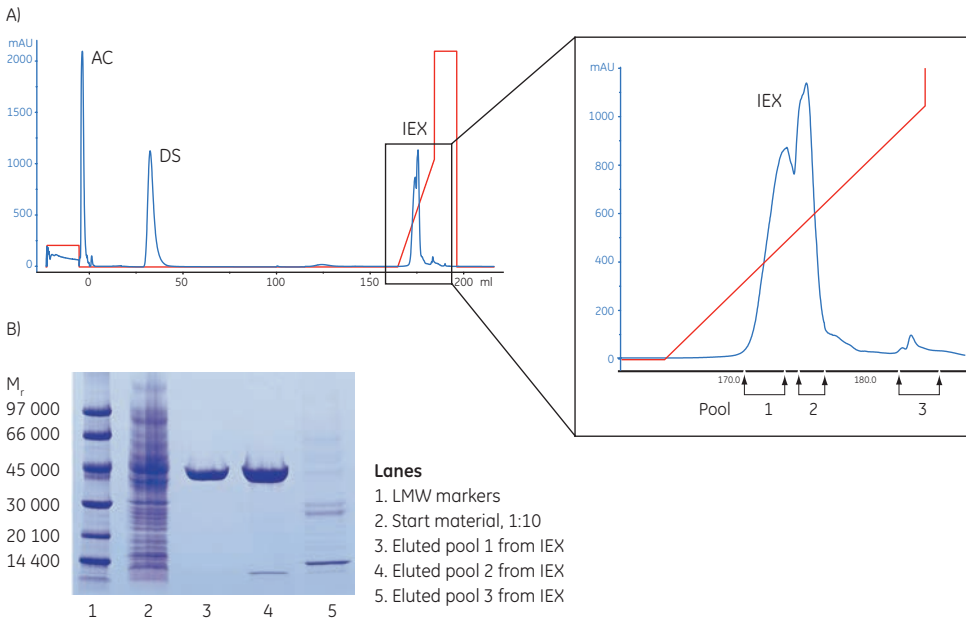 A)
mAU
2000
1500
1000
500
0
AC
DS
IEX
0 50 100 150 200 ml
mAU
1000
800
600
400
200
0
IEX
170.0 180.0
Pool 1 2 3
B)
Mr
97 000
66 000
45 000
30 000
20 100
14 400
1 2 3 4 5
Lanes
1. LMW markers
2. Start material, 1:10
3. Eluted pool 1 from IEX
4. Eluted pool 2 from IEX
5. Eluted pool 3 from IEX